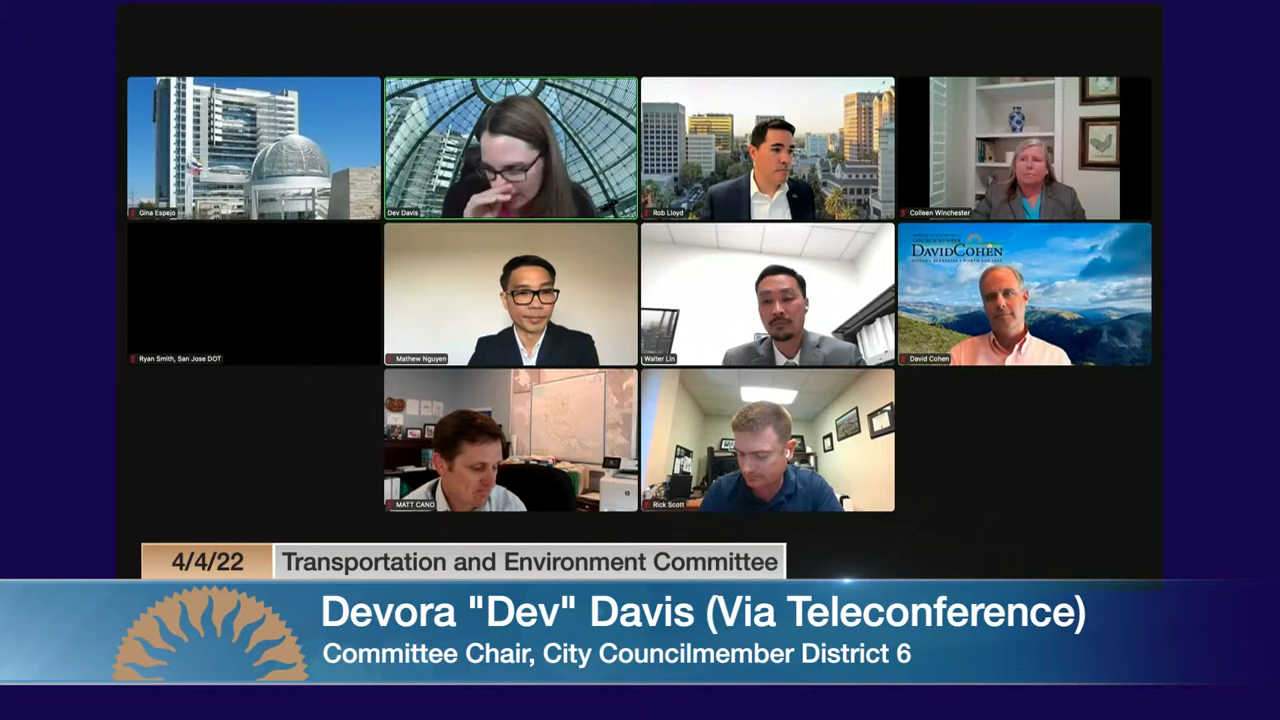 Gina Espejo
Dev Davis
Rob Lloyd
Colleen Winchester
Ryan Smith, San Jose DOT
Mathew Nguyen
Walter Lin
COUNCILMEMBER
DAVID COHEN
David Cohen
MATT CANO
Rick Scott
4/4/22
Transportation and Environment Committee
Devora "Dev" Davis (Via Teleconference)
Committee Chair, City Councilmember District 6